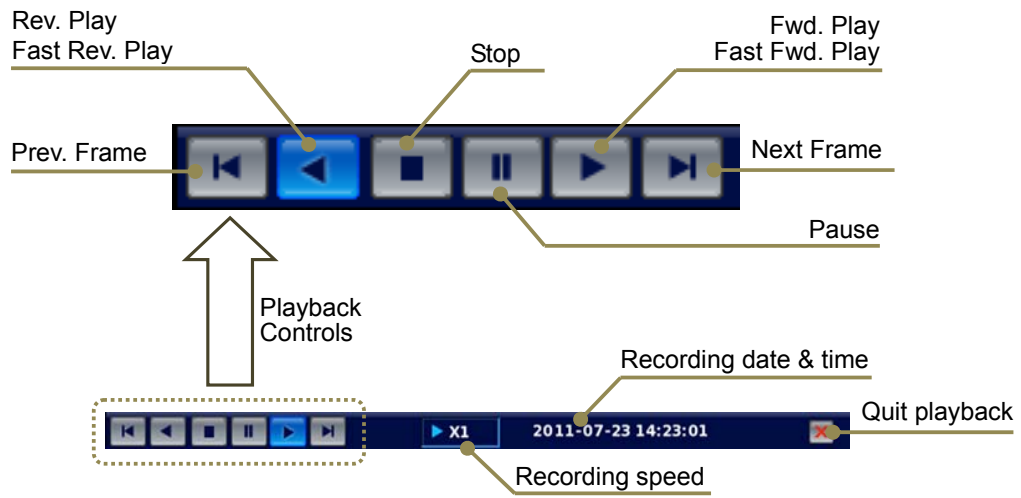 Rev. Play
Fast Rev. Play
Stop
Fwd. Play
Fast Fwd. Play
Prev. Frame
Next Frame
Pause
Playback
Controls
Recording date & time
Quit playback
X1
2011-07-23 14:23:01
Recording speed